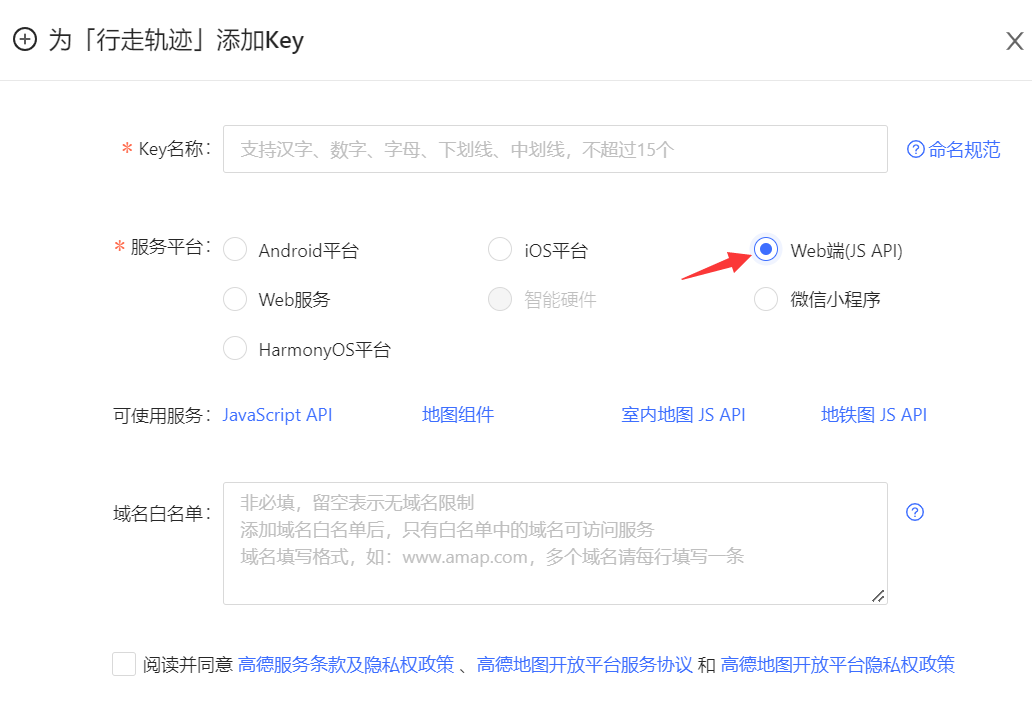 为「行走轨迹」添加Key
* Key名称: 支持汉字、数字、字母、下划线、中划线，不超过15个 命名规范
* 服务平台: Android平台 iOS平台 Web端(JS API)
Web服务 智能硬件 微信小程序
HarmonyOS平台
可使用服务: JavaScript API 地图组件 室内地图 JS API 地铁图 JS API
域名白名单: 非必填，留空表示无域名限制
添加域名白名单后，只有白名单中的域名可访问服务
域名填写格式，如：www.amap.com，多个域名请每行填写一条
阅读并同意 高德服务条款及隐私权政策 、高德地图开放平台服务协议 和 高德地图开放平台隐私权政策